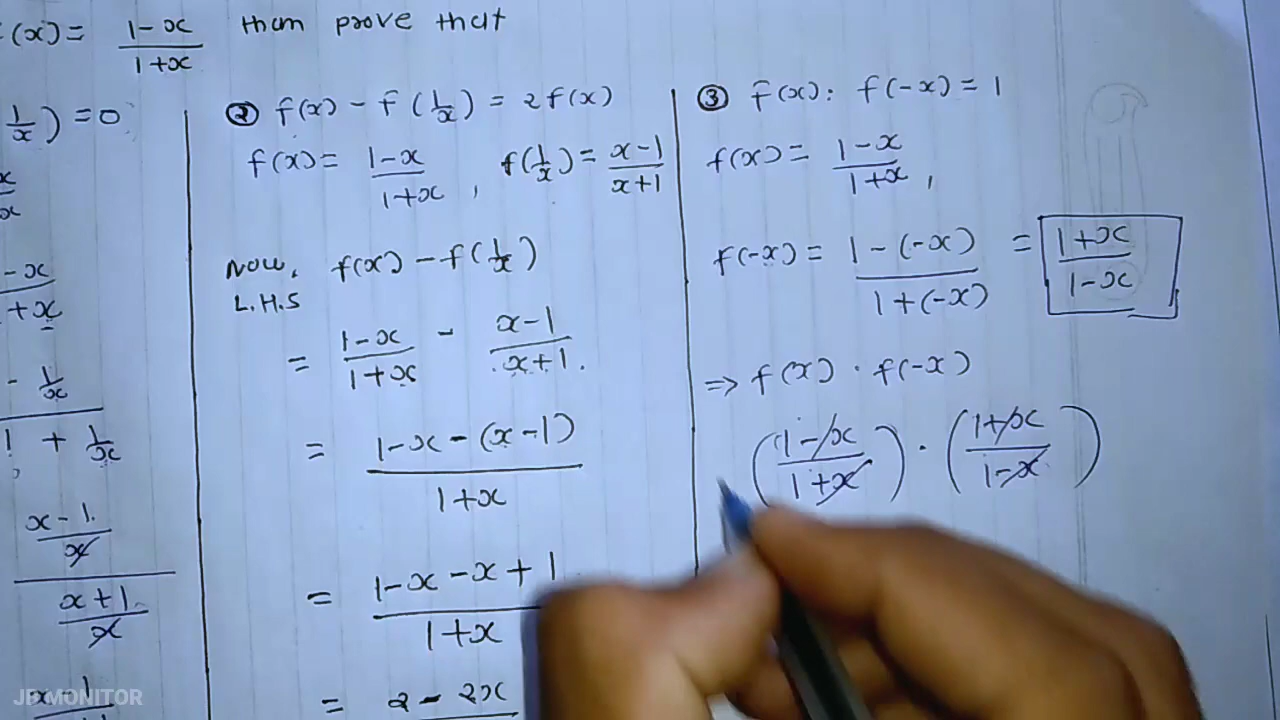 f(x) = 1-x / 1+x then prove that
1/x) = 0
x / x
-x / +x
- 1/x
1 + 1/x
x-1 / x
x+1 / x
x-1
② f(x) - f(1/x) = 2f(x)
f(x) = 1-x / 1+x , f(1/x) = x-1 / x+1
Now, f(x) - f(1/x)
L.H.S
= 1-x / 1+x - x-1 / x+1
= 1-x-(x-1) / 1+x
= 1-x-x+1 / 1+x
= 2-2x
③ f(x). f(-x) = 1
f(x) = 1-x / 1+x ,
f(-x) = 1-(-x) / 1+(-x) = 1+x / 1-x
⇒ f(x) . f(-x)
(1-x / 1+x) . (1+x / 1-x)
JP MONITOR